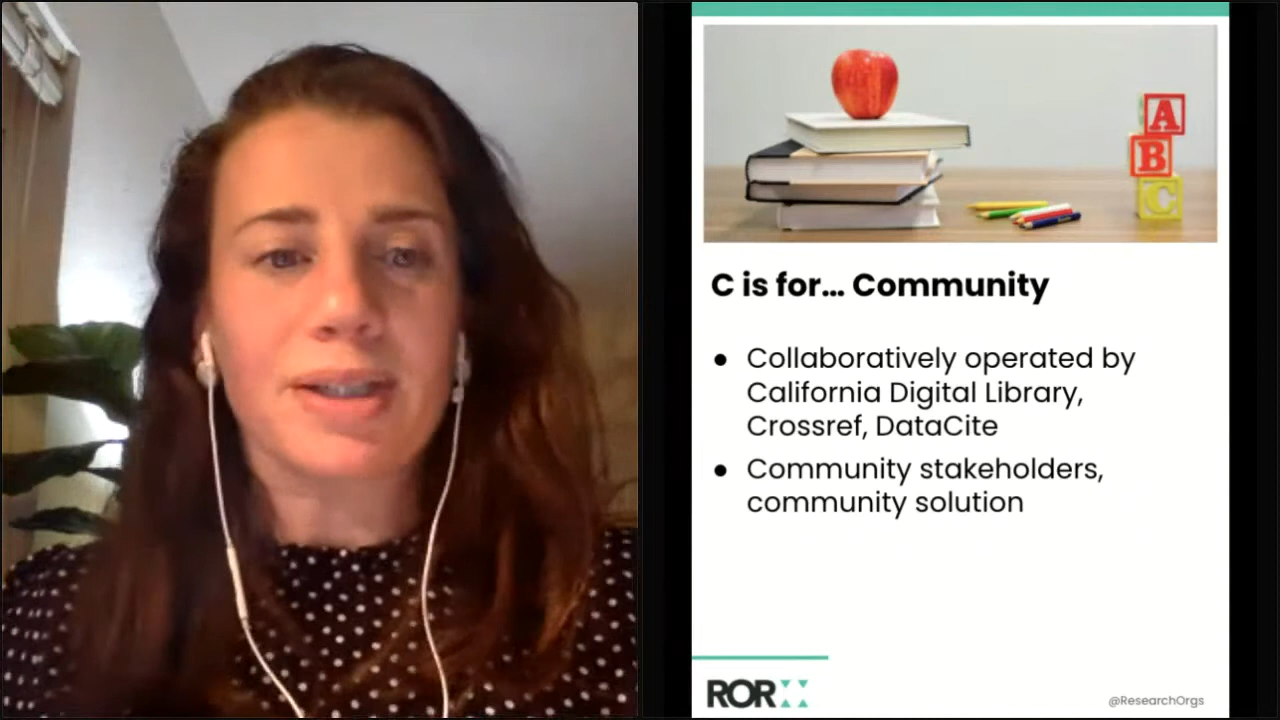 A
B
C
C is for... Community
● Collaboratively operated by
California Digital Library,
Crossref, DataCite
● Community stakeholders,
community solution
ROR
@ResearchOrgs